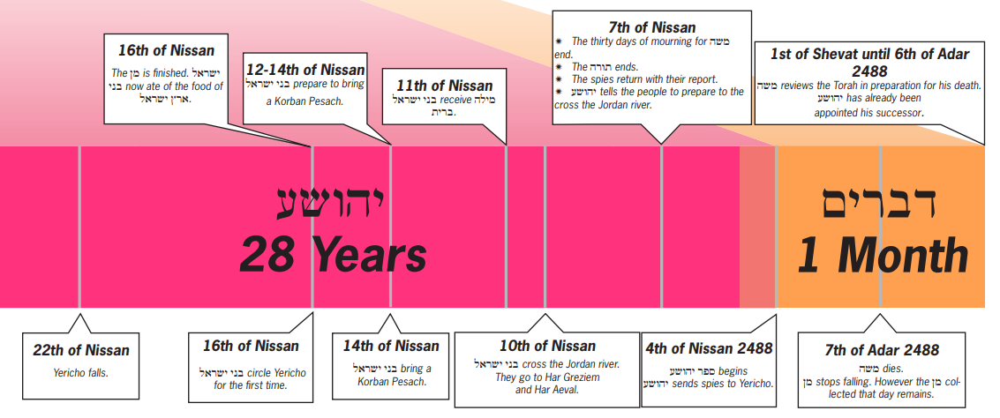 16th of Nissan
The מן is finished. ישראל
בני now ate of the food of
ארץ ישראל.
12-14th of Nissan
בני ישראל prepare to bring
a Korban Pesach.
11th of Nissan
בני ישראל receive מילה
ברית.
7th of Nissan
✷ The thirty days of mourning for משה
end.
✷ The תורה ends.
✷ The spies return with their report.
✷ יהושע tells the people to prepare to the
cross the Jordan river.
1st of Shevat until 6th of Adar
2488
משה reviews the Torah in preparation for his death.
יהושע has already been
appointed his successor.
יהושע
28 Years
דברים
1 Month
22th of Nissan
Yericho falls.
16th of Nissan
בני ישראל circle Yericho
for the first time.
14th of Nissan
בני ישראל bring a
Korban Pesach.
10th of Nissan
בני ישראל cross the Jordan river.
They go to Har Greziem
and Har Aeval.
4th of Nissan 2488
ספר יהושע begins
יהושע sends spies to Yericho.
7th of Adar 2488
משה dies.
מן stops falling. However the מן col-
lected that day remains.